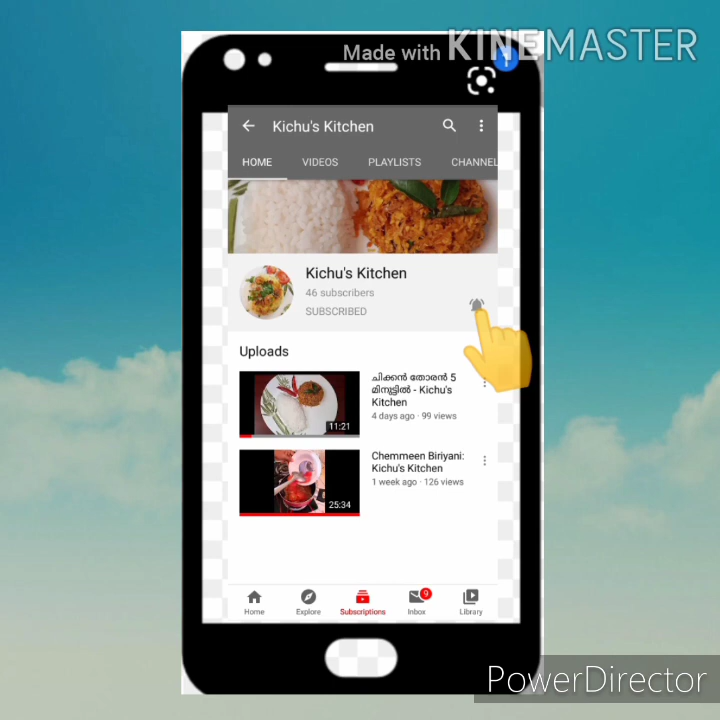 Made with KINEMASTER
1
Kichu's Kitchen
HOME VIDEOS PLAYLISTS CHANNEL
Kichu's Kitchen
46 subscribers
SUBSCRIBED
Uploads
ചിക്കൻ തോരൻ 5
മിനുട്ടിൽ - Kichu's
Kitchen
4 days ago · 99 views
11:21
Chemmeen Biriyani:
Kichu's Kitchen
1 week ago · 126 views
25:34
9
Home Explore Subscriptions Inbox Library
PowerDirector